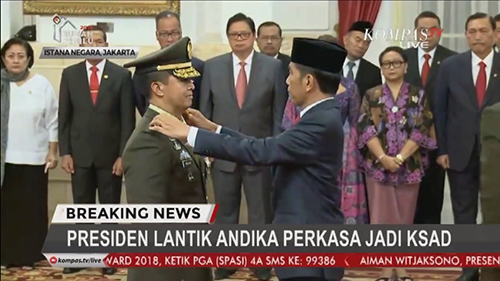 KOMPAS TV
LIVE
ISTANA NEGARA, JAKARTA
BREAKING NEWS
PRESIDEN LANTIK ANDIKA PERKASA JADI KSAD
kompas.tv/live
WARD 2018, KETIK PGA (SPASI) 4A SMS KE: 99386
AIMAN WITJAKSONO, PRESEN